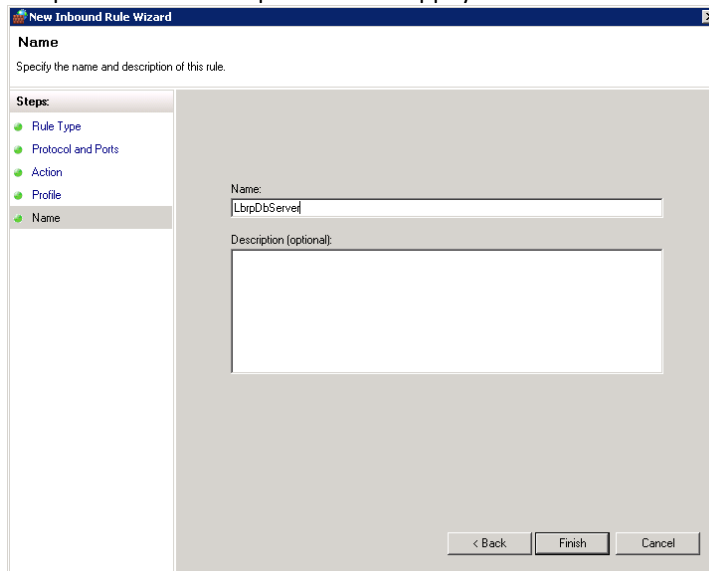 New Inbound Rule Wizard
Name
Specify the name and description of this rule.
Steps:
Rule Type
Protocol and Ports
Action
Profile
Name
Name:
LbrpDbServer
Description (optional):
< Back Finish Cancel